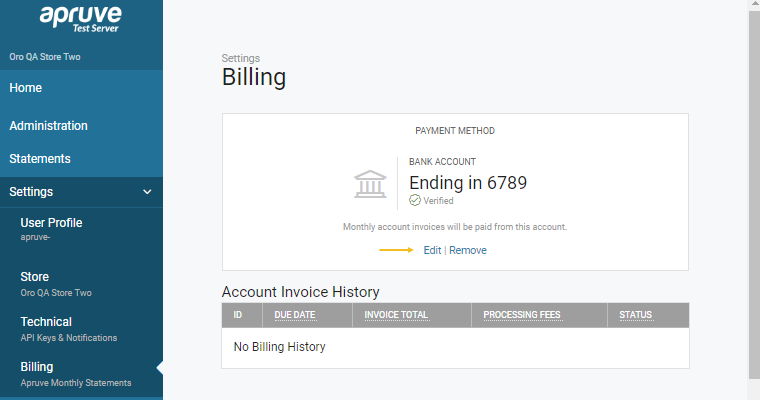 apruve
Test Server
Oro QA Store Two
Home
Administration
Statements
Settings
User Profile
apruve-
Store
Oro QA Store Two
Technical
API Keys & Notifications
Billing
Apruve Monthly Statements
Settings
Billing
PAYMENT METHOD
BANK ACCOUNT
Ending in 6789
Verified
Monthly account invoices will be paid from this account.
Edit | Remove
Account Invoice History
ID DUE DATE INVOICE TOTAL PROCESSING FEES STATUS
No Billing History